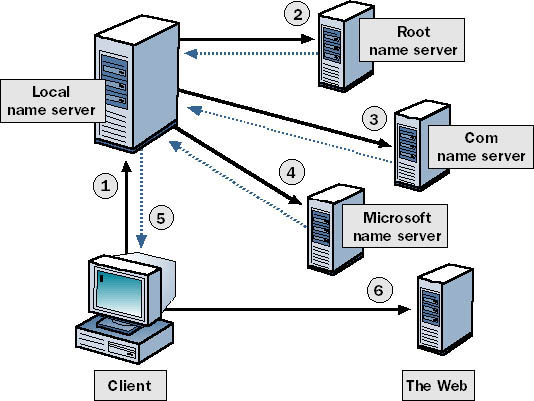 2
Root
name server
Local
name server
3
Com
name server
1
4
5
Microsoft
name server
6
Client
The Web